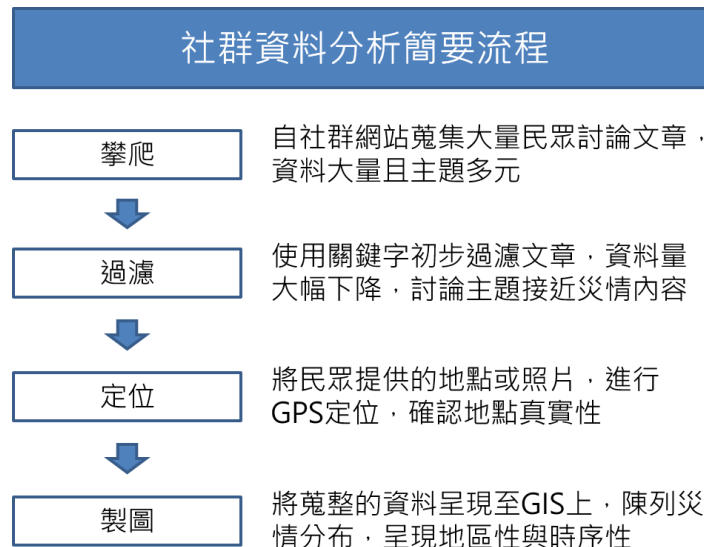 社群資料分析簡要流程
攀爬
自社群網站蒐集大量民眾討論文章，
資料大量且主題多元
過濾
使用關鍵字初步過濾文章，資料量
大幅下降，討論主題接近災情內容
定位
將民眾提供的地點或照片，進行
GPS定位，確認地點真實性
製圖
將蒐整的資料呈現至GIS上，陳列災
情分布，呈現地區性與時序性